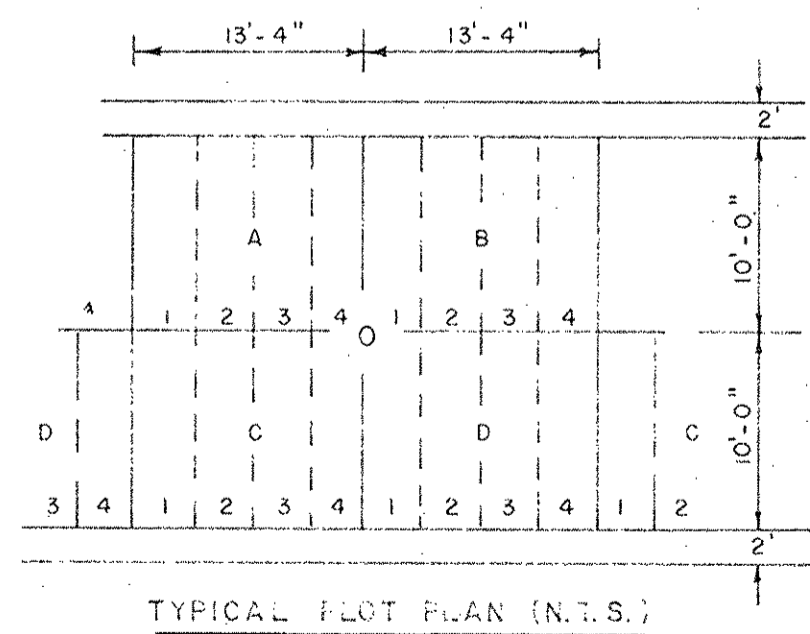 13'-4" 13'-4"
2'
A B
10'-0"
1 2 3 4 O 1 2 3 4
10'-0"
D C D C
3 4 1 2 3 4 1 2 3 4 1 2
2'
TYPICAL PLOT PLAN (N.T.S.)